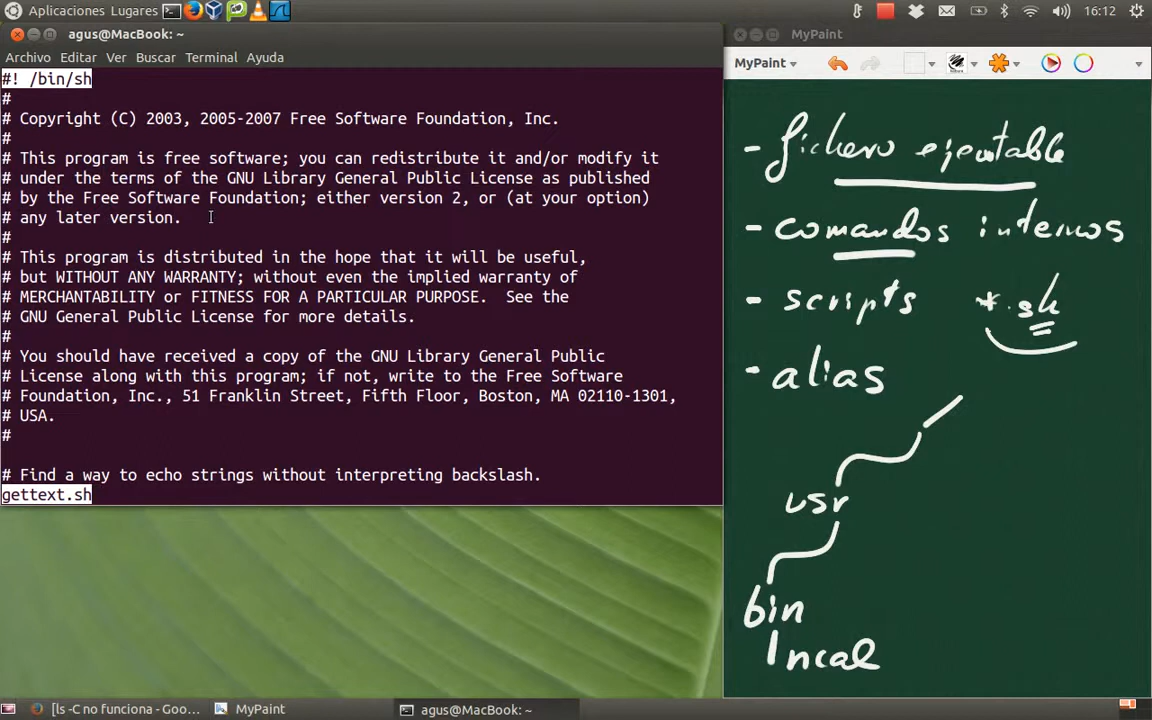 Aplicaciones Lugares 16:12
agus@MacBook: ~
Archivo Editar Ver Buscar Terminal Ayuda
#! /bin/sh
#
# Copyright (C) 2003, 2005-2007 Free Software Foundation, Inc.
#
# This program is free software; you can redistribute it and/or modify it
# under the terms of the GNU Library General Public License as published
# by the Free Software Foundation; either version 2, or (at your option)
# any later version.
#
# This program is distributed in the hope that it will be useful,
# but WITHOUT ANY WARRANTY; without even the implied warranty of
# MERCHANTABILITY or FITNESS FOR A PARTICULAR PURPOSE.  See the
# GNU General Public License for more details.
#
# You should have received a copy of the GNU Library General Public
# License along with this program; if not, write to the Free Software
# Foundation, Inc., 51 Franklin Street, Fifth Floor, Boston, MA 02110-1301,
# USA.
#
# Find a way to echo strings without interpreting backslash.
gettext.sh
MyPaint
MyPaint
- fichero ejecutable
- comandos internos
- scripts *.sh
- alias
/
usr
bin
local
[ls -C no funciona - Goo...
MyPaint
agus@MacBook: ~